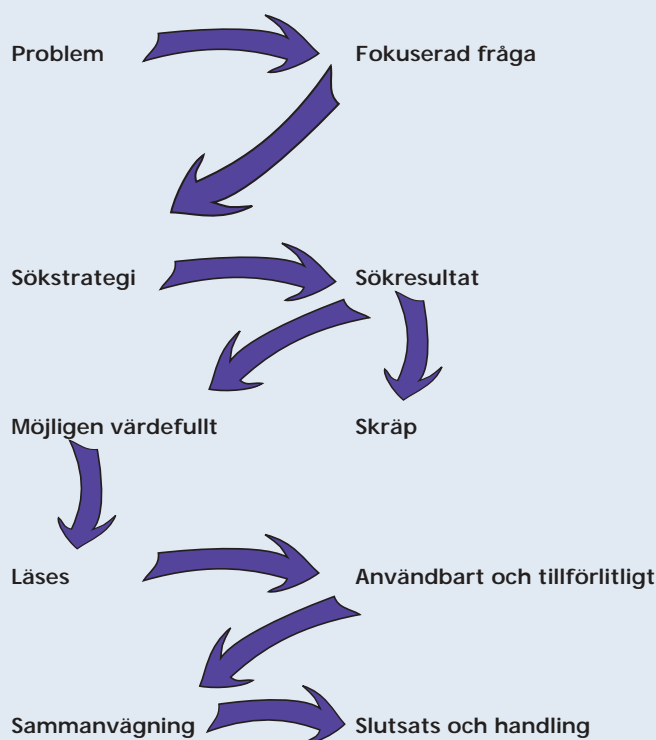 Problem
Fokuserad fråga
Sökstrategi
Sökresultat
Möjligen värdefullt
Skräp
Läses
Användbart och tillförlitligt
Sammanvägning
Slutsats och handling